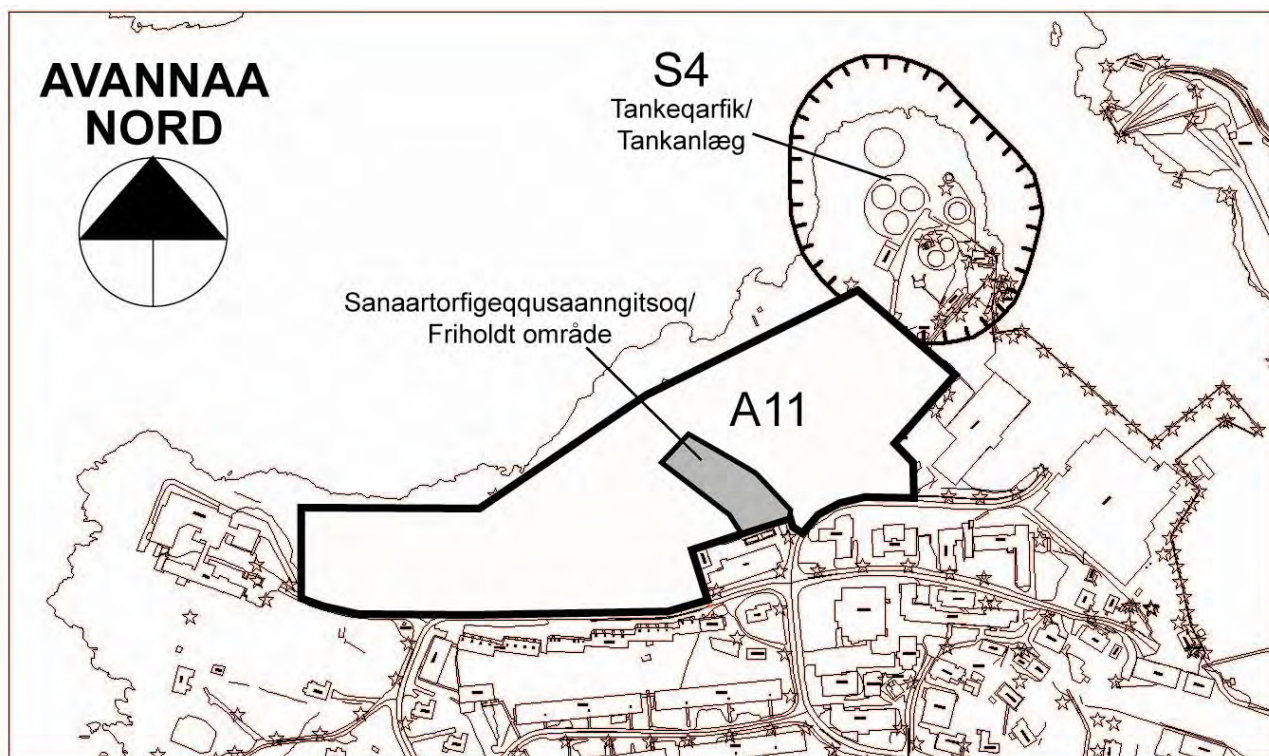 AVANNAA
NORD
S4
Tankeqarfik/
Tankanlæg
Sanaartorfigeqqusaanngitsoq/
Friholdt område
A11